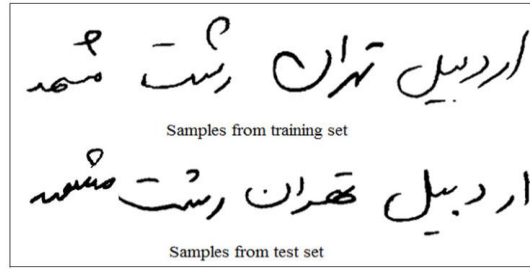 اردبیل تهران رشت مشهد
Samples from training set
اردبیل تهران رشت مشهد
Samples from test set